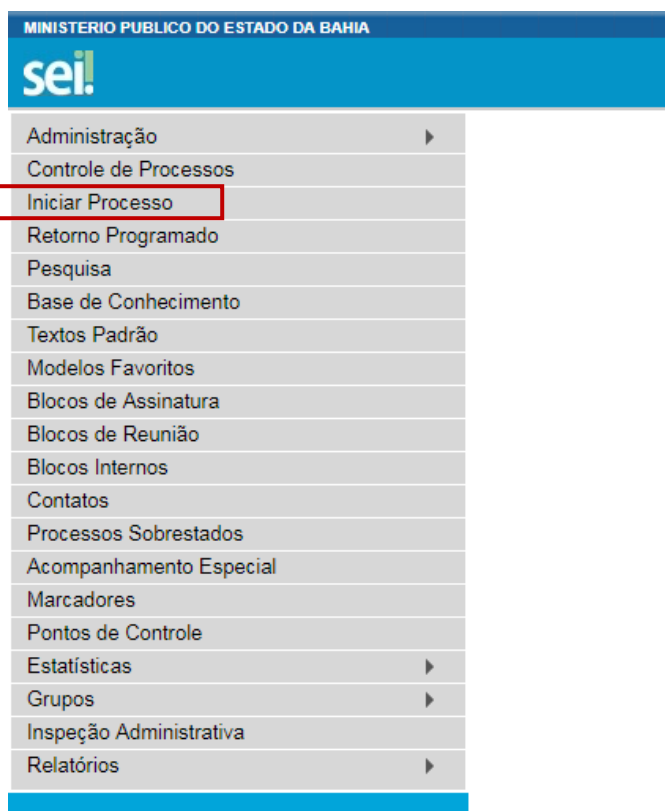 MINISTERIO PUBLICO DO ESTADO DA BAHIA
sei!
Administração
Controle de Processos
Iniciar Processo
Retorno Programado
Pesquisa
Base de Conhecimento
Textos Padrão
Modelos Favoritos
Blocos de Assinatura
Blocos de Reunião
Blocos Internos
Contatos
Processos Sobrestados
Acompanhamento Especial
Marcadores
Pontos de Controle
Estatísticas
Grupos
Inspeção Administrativa
Relatórios